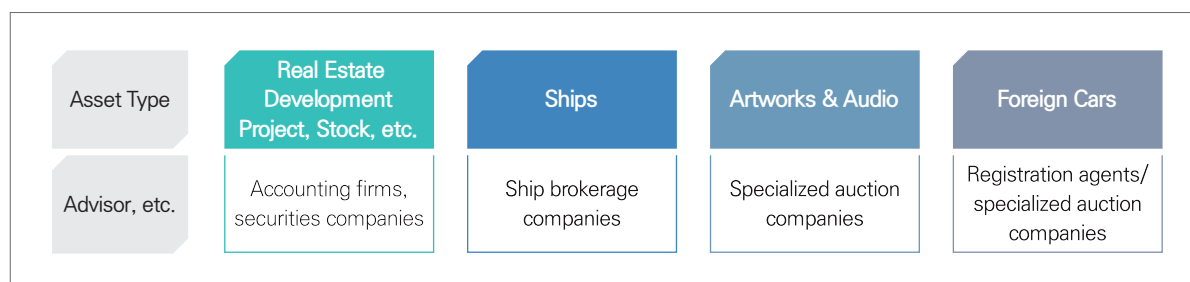 Asset Type
Real Estate
Development
Project, Stock, etc.
Ships
Artworks & Audio
Foreign Cars
Advisor, etc.
Accounting firms,
securities companies
Ship brokerage
companies
Specialized auction
companies
Registration agents/
specialized auction
companies